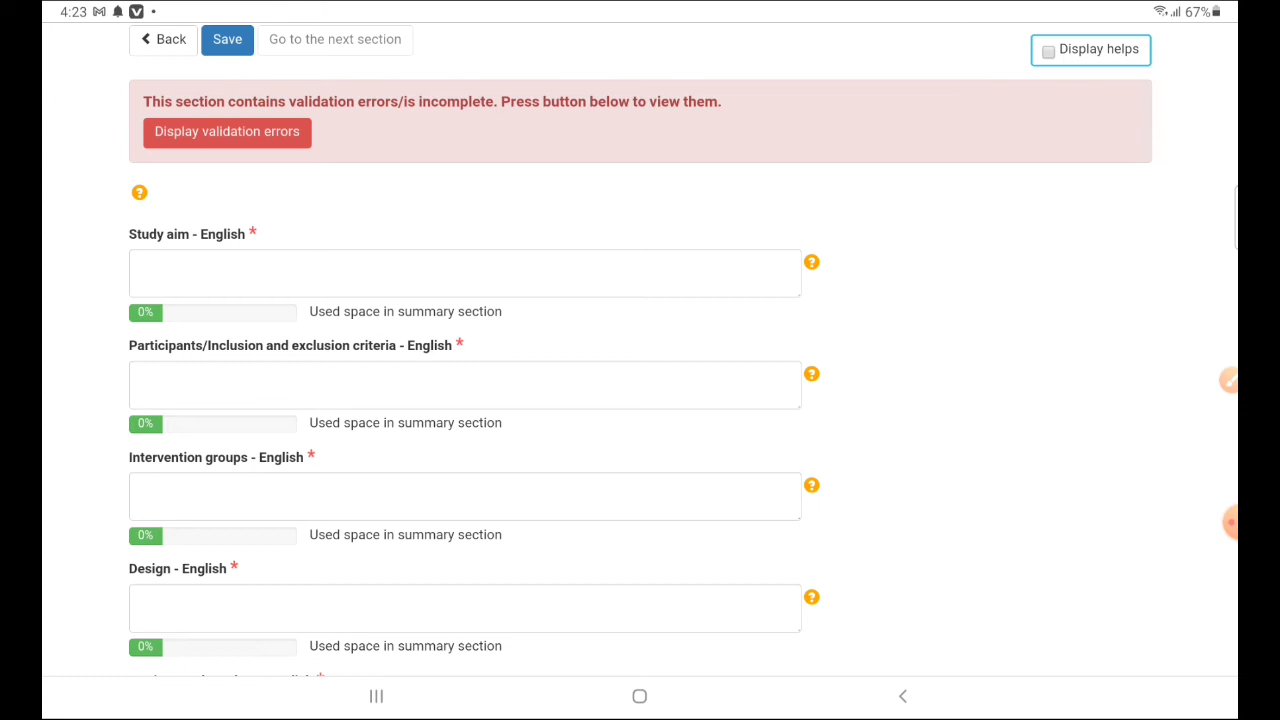 4:23
67%
Back
Save
Go to the next section
Display helps
This section contains validation errors/is incomplete. Press button below to view them.
Display validation errors
?
Study aim - English *
?
0%
Used space in summary section
Participants/Inclusion and exclusion criteria - English *
?
0%
Used space in summary section
Intervention groups - English *
?
0%
Used space in summary section
Design - English *
?
0%
Used space in summary section